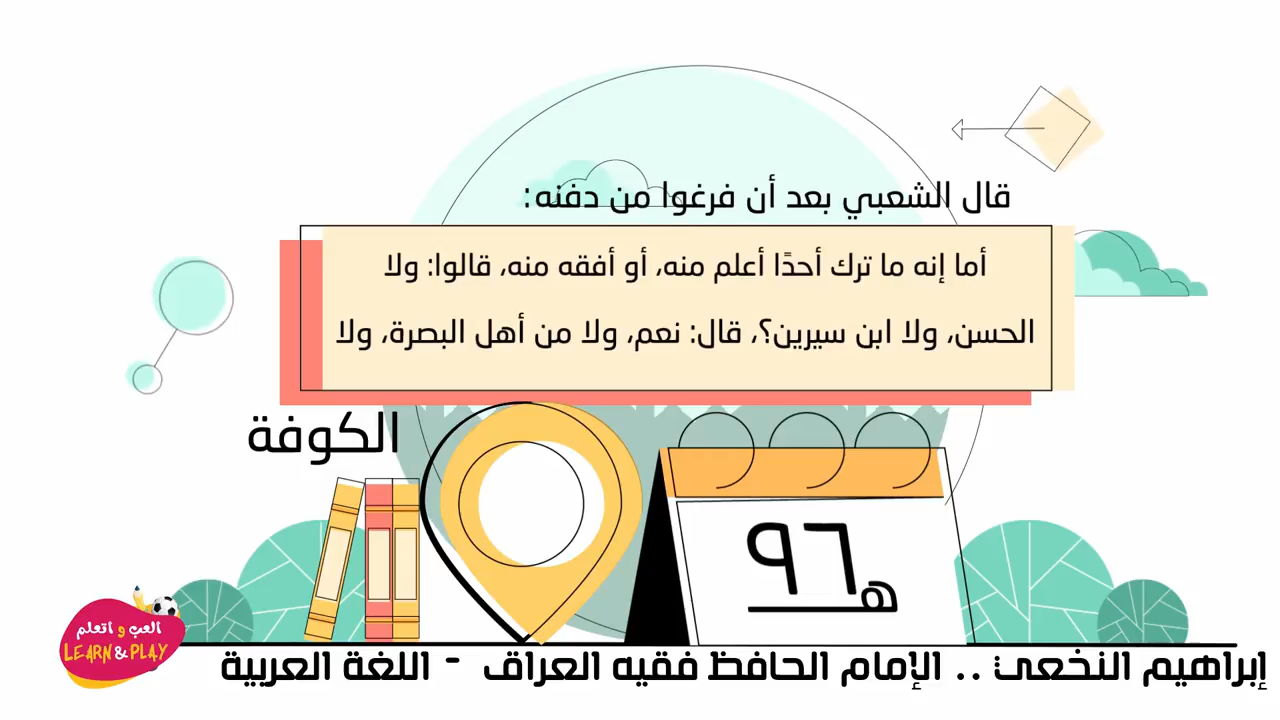 قال الشعبي بعد أن فرغوا من دفنه:
أما إنه ما ترك أحدًا أعلم منه، أو أفقه منه، قالوا: ولا
الحسن، ولا ابن سيرين؟، قال: نعم، ولا من أهل البصرة، ولا
الكوفة
٩٦
ه
العب و اتعلم
LEARN & PLAY
إبراهيم النخعى .. الإمام الحافظ فقيه العراق - اللغة العربية